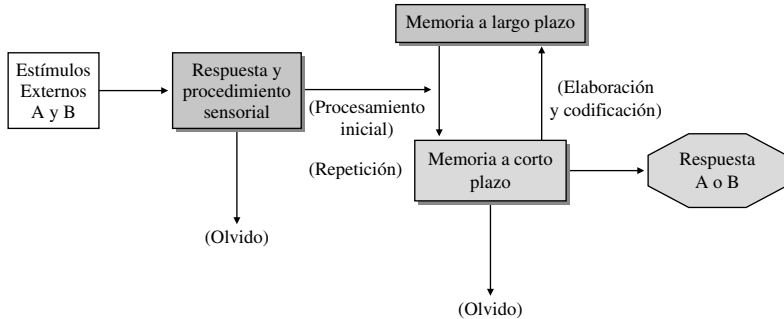 Memoria a largo plazo
Estímulos
Externos
A y B
Respuesta y
procedimiento
sensorial
(Procesamiento
inicial)
(Elaboración
y codificación)
(Repetición)
Memoria a corto
plazo
Respuesta
A o B
(Olvido)
(Olvido)